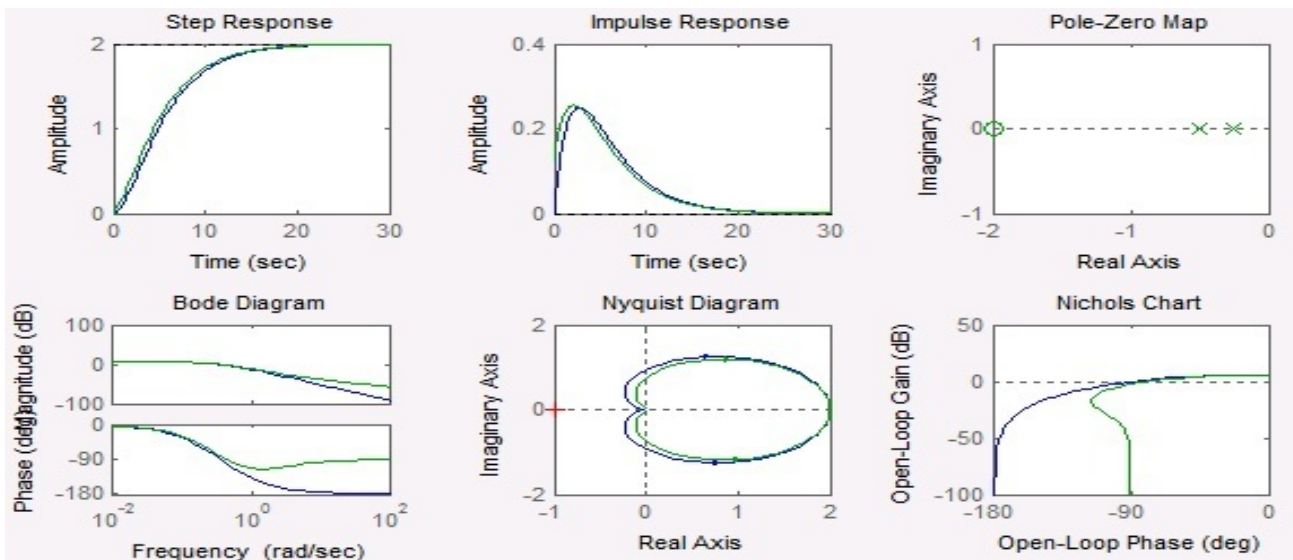 Step Response
Amplitude
2
1
0
0 10 20 30
Time (sec)
Impulse Response
Amplitude
0.4
0.2
0
0 10 20 30
Time (sec)
Pole-Zero Map
Imaginary Axis
1
0
-1
-2 -1 0
Real Axis
Bode Diagram
Magnitude (dB)
100
0
-100
Phase (deg)
0
-90
-180
10^-2 10^0 10^2
Frequency (rad/sec)
Nyquist Diagram
Imaginary Axis
2
0
-2
-1 0 1 2
Real Axis
Nichols Chart
Open-Loop Gain (dB)
50
0
-50
-100
-180 -90 0
Open-Loop Phase (deg)